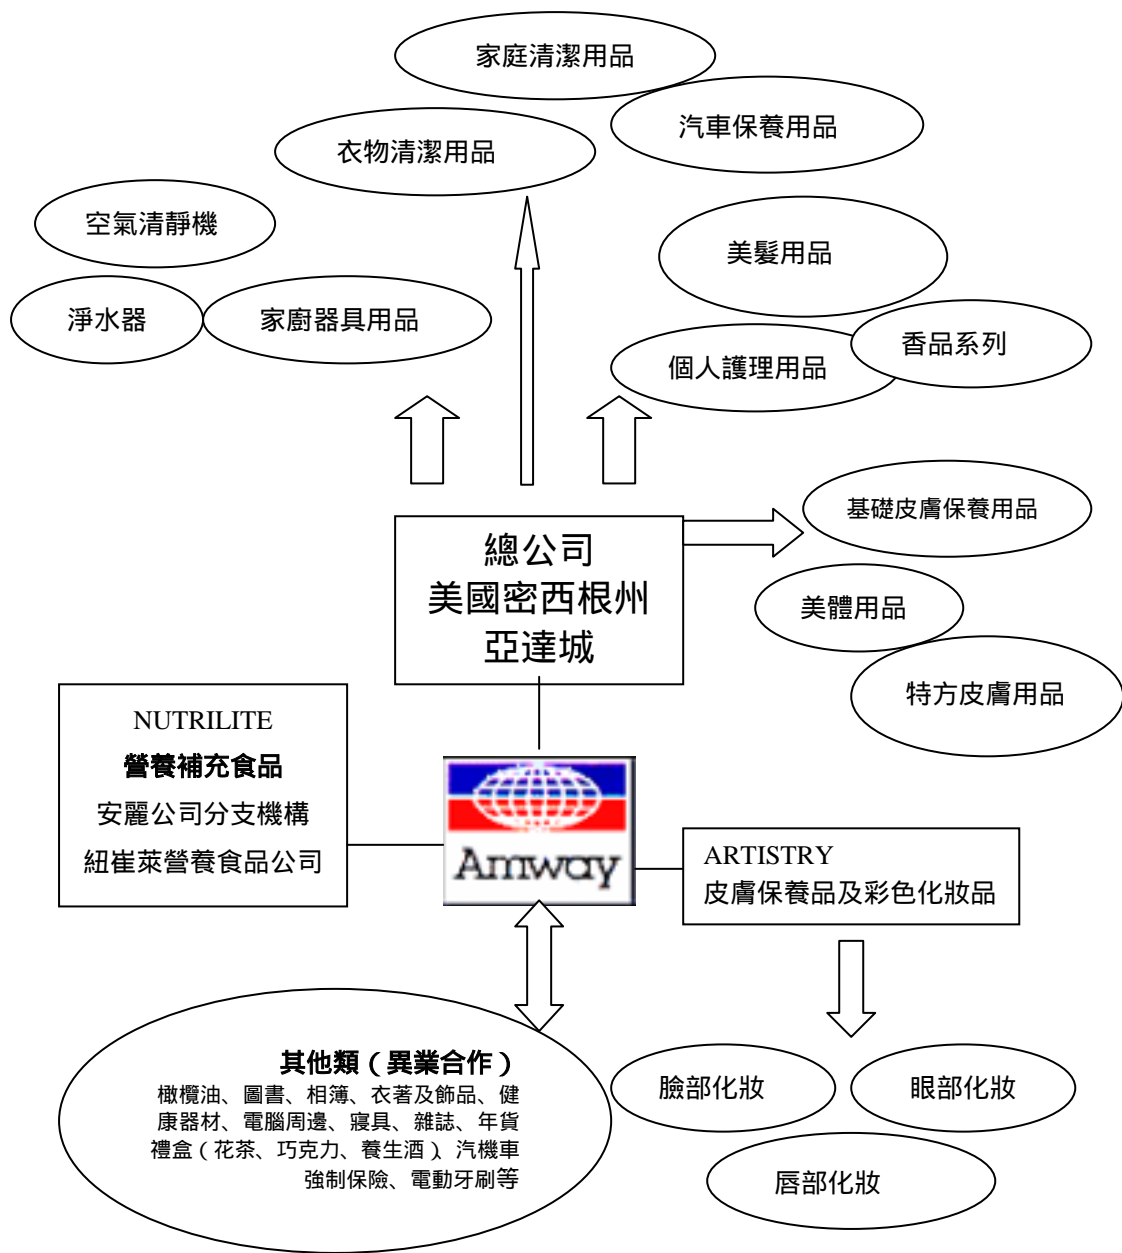 家庭清潔用品
汽車保養用品
衣物清潔用品
空氣清靜機
美髮用品
淨水器
家廚器具用品
香品系列
個人護理用品
基礎皮膚保養用品
總公司
美國密西根州
亞達城
美體用品
特方皮膚用品
NUTRILITE
營養補充食品
安麗公司分支機構
紐崔萊營養食品公司
Amway
ARTISTRY
皮膚保養品及彩色化妝品
其他類（異業合作）
橄欖油、圖書、相簿、衣著及飾品、健
康器材、電腦周邊、寢具、雜誌、年貨
禮盒（花茶、巧克力、養生酒）、汽機車
強制保險、電動牙刷等
臉部化妝
眼部化妝
唇部化妝